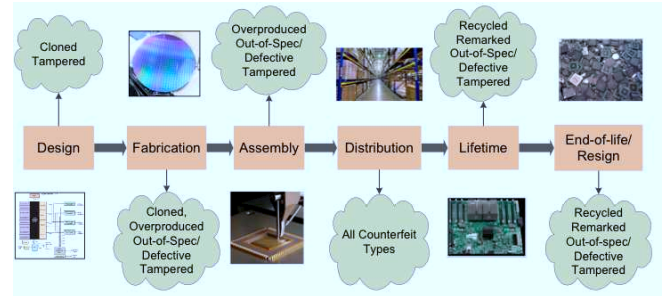 Cloned
Tampered
Overproduced
Out-of-Spec/
Defective
Tampered
Recycled
Remarked
Out-of-Spec/
Defective
Tampered
Design
Fabrication
Assembly
Distribution
Lifetime
End-of-life/
Resign
Cloned,
Overproduced
Out-of-Spec/
Defective
Tampered
All Counterfeit
Types
Recycled
Remarked
Out-of-spec/
Defective
Tampered